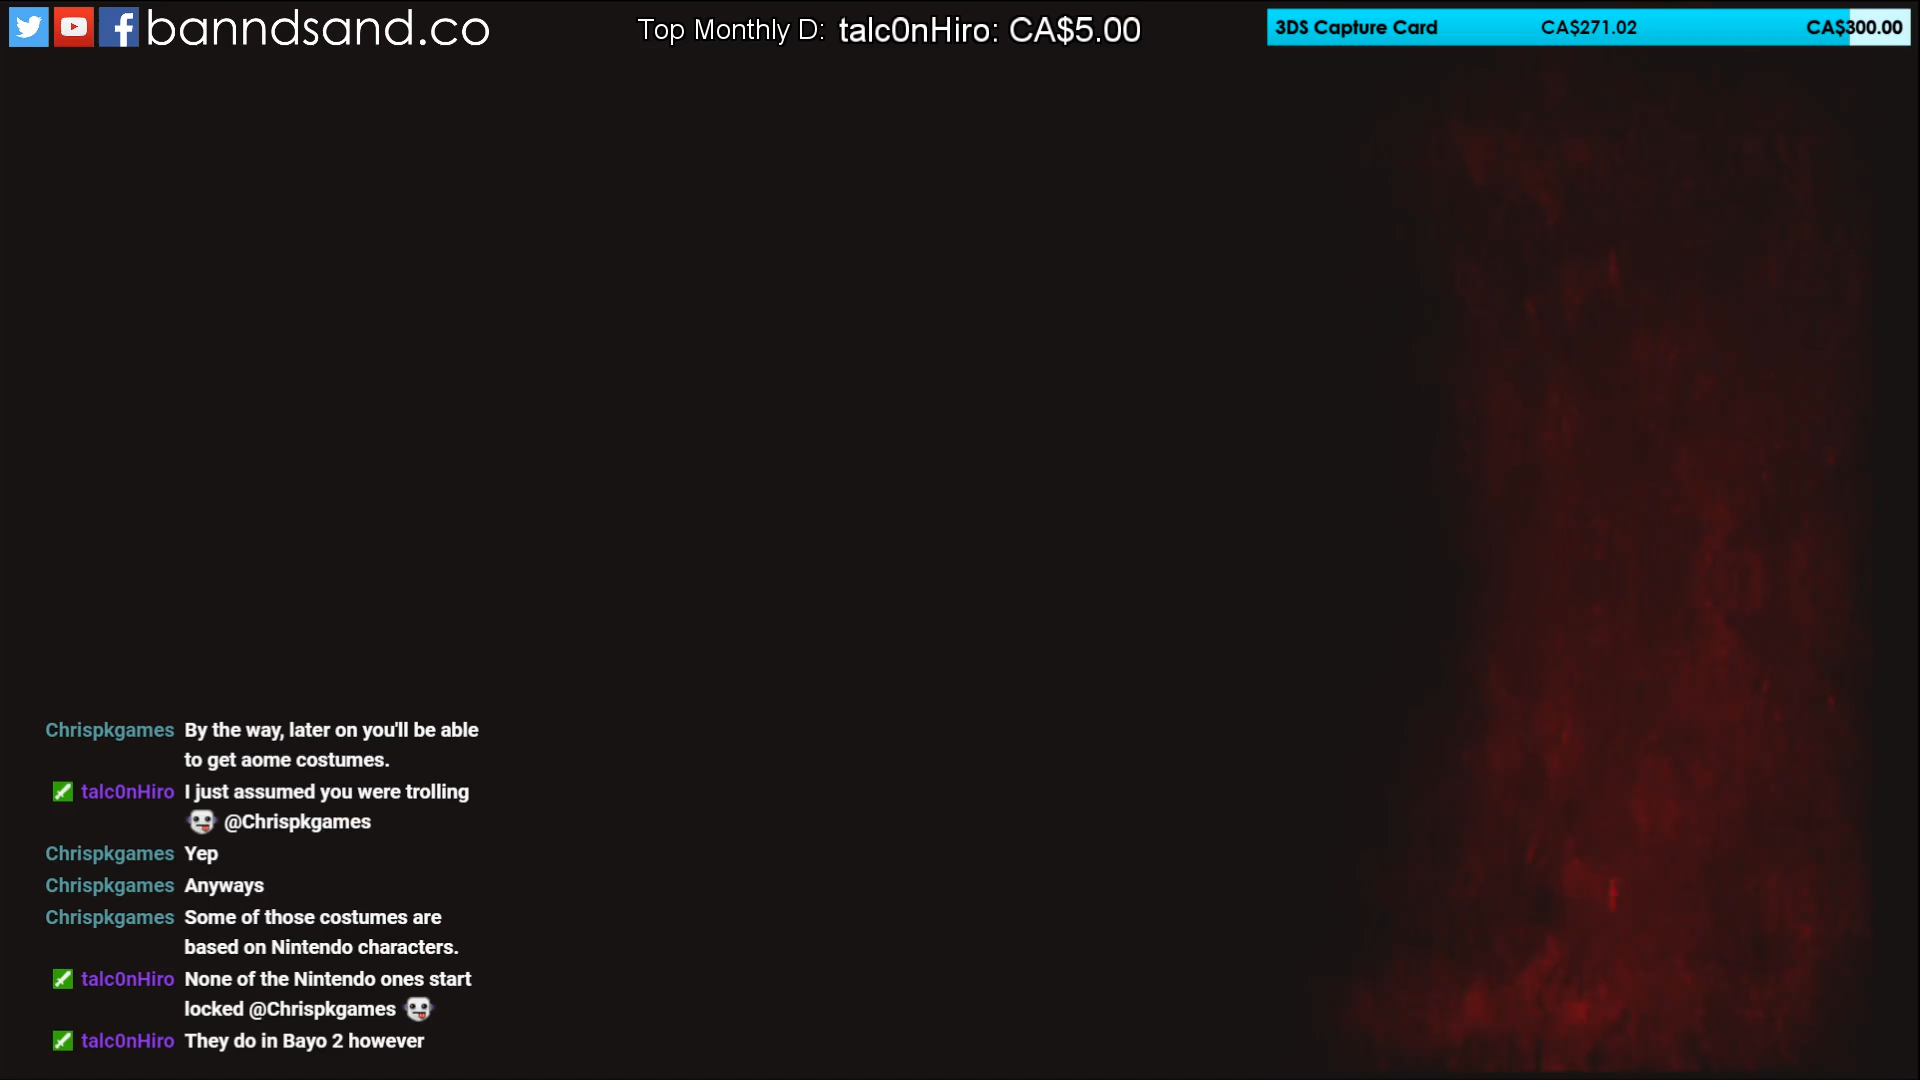 banndsand.co
Top Monthly D: talc0nHiro: CA$5.00
3DS Capture Card CA$271.02 CA$300.00
Chrispkgames By the way, later on you'll be able
to get aome costumes.
talc0nHiro I just assumed you were trolling
@Chrispkgames
Chrispkgames Yep
Chrispkgames Anyways
Chrispkgames Some of those costumes are
based on Nintendo characters.
talc0nHiro None of the Nintendo ones start
locked @Chrispkgames
talc0nHiro They do in Bayo 2 however